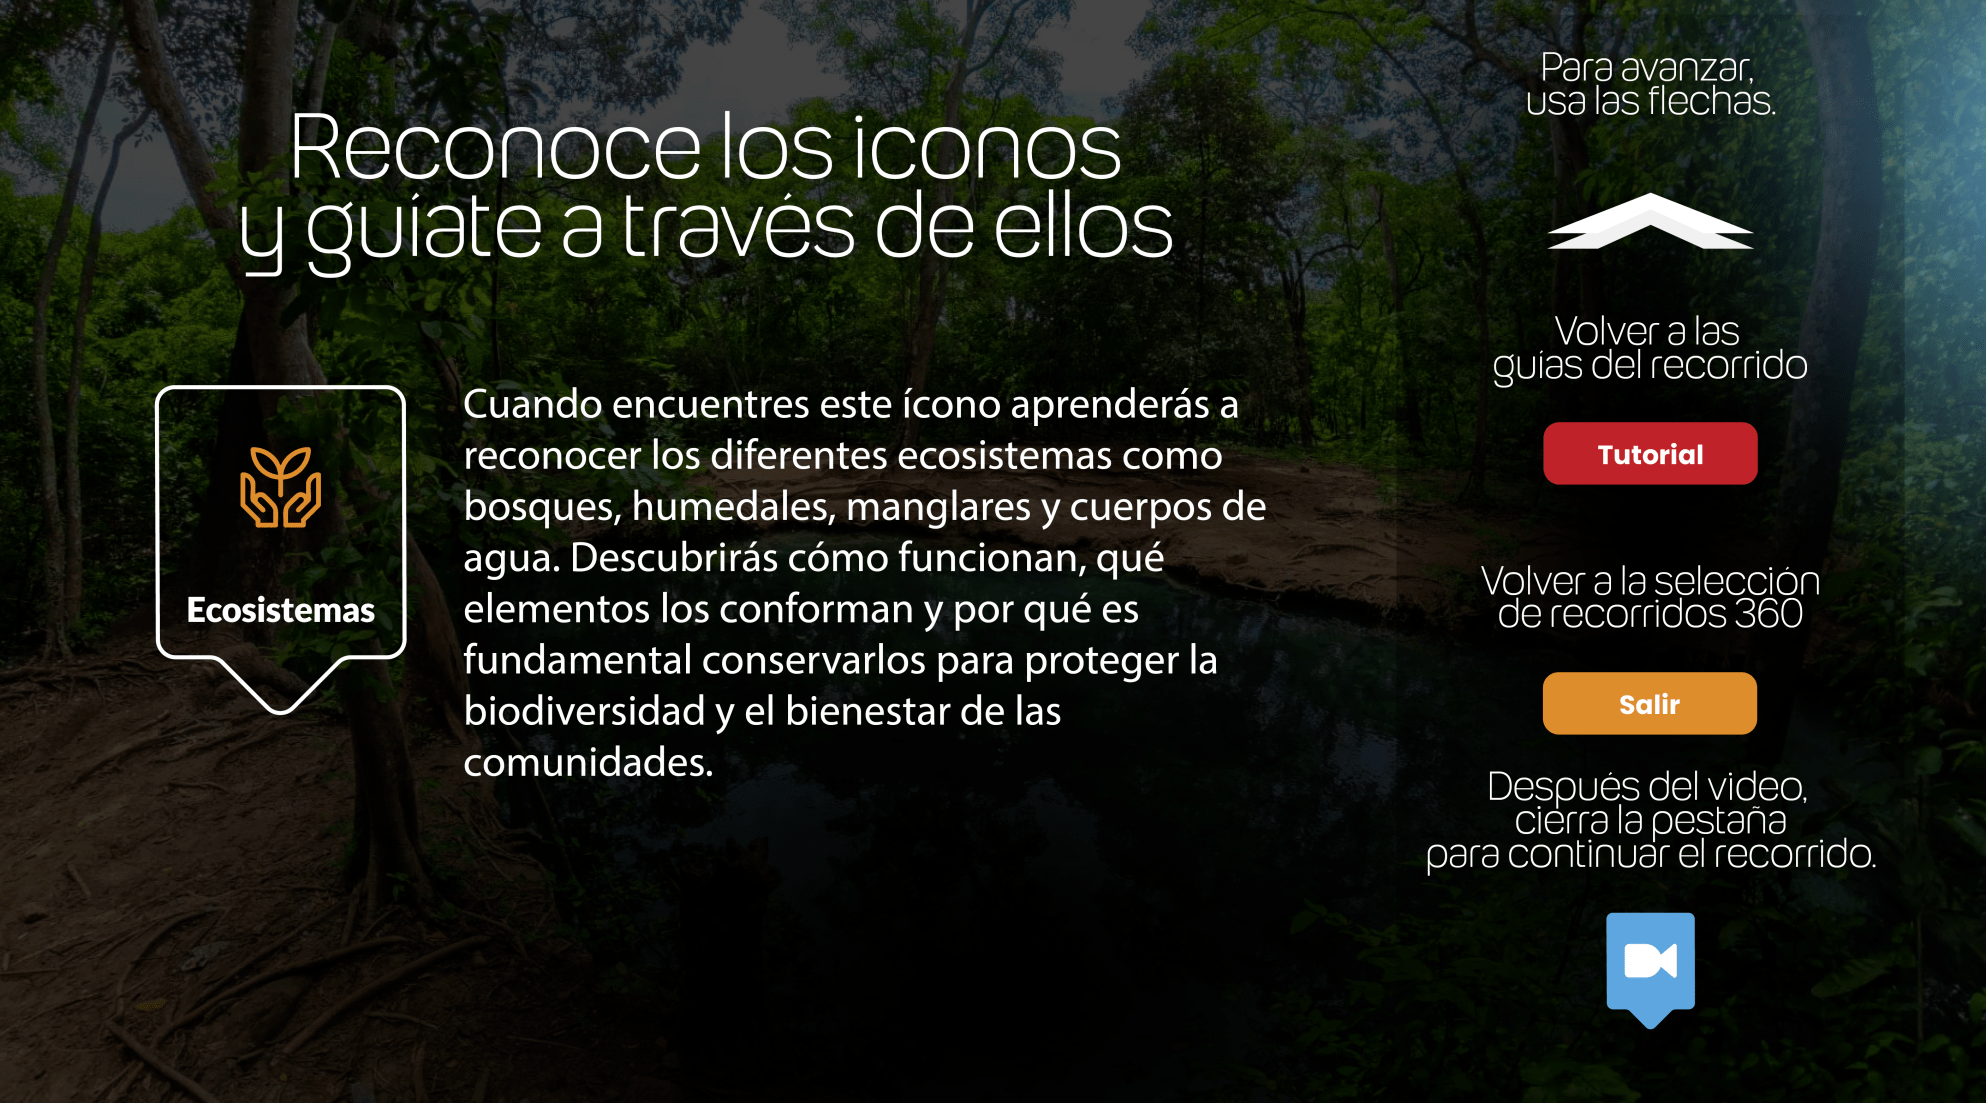 Reconoce los iconos
y guíate a través de ellos
Ecosistemas
Cuando encuentres este ícono aprenderás a
reconocer los diferentes ecosistemas como
bosques, humedales, manglares y cuerpos de
agua. Descubrirás cómo funcionan, qué
elementos los conforman y por qué es
fundamental conservarlos para proteger la
biodiversidad y el bienestar de las
comunidades.
Para avanzar,
usa las flechas.
Volver a las
guías del recorrido
Tutorial
Volver a la selección
de recorridos 360
Salir
Después del video,
cierra la pestaña
para continuar el recorrido.